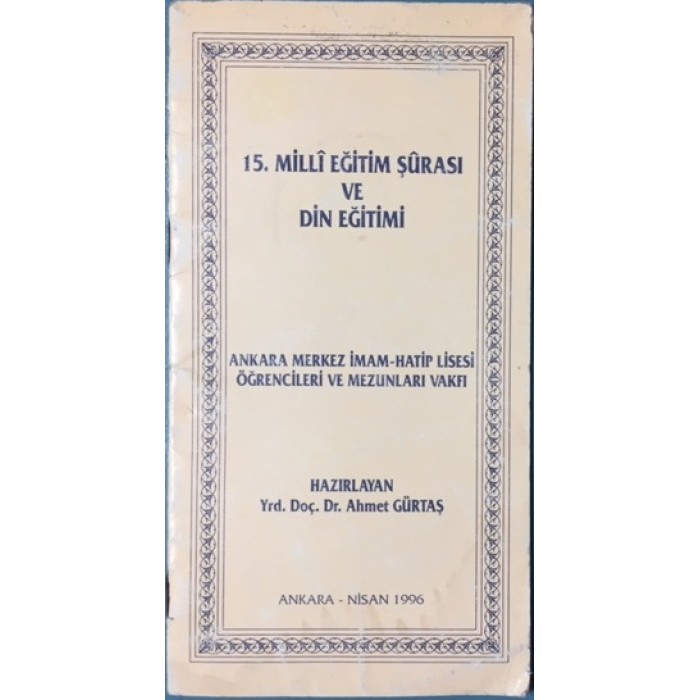 15. MİLLÎ EĞİTİM ŞÛRASI
VE
DİN EĞİTİMİ
ANKARA MERKEZ İMAM-HATİP LİSESİ
ÖĞRENCİLERİ VE MEZUNLARI VAKFI
HAZIRLAYAN
Yrd. Doç. Dr. Ahmet GÜRTAŞ
ANKARA - NİSAN 1996